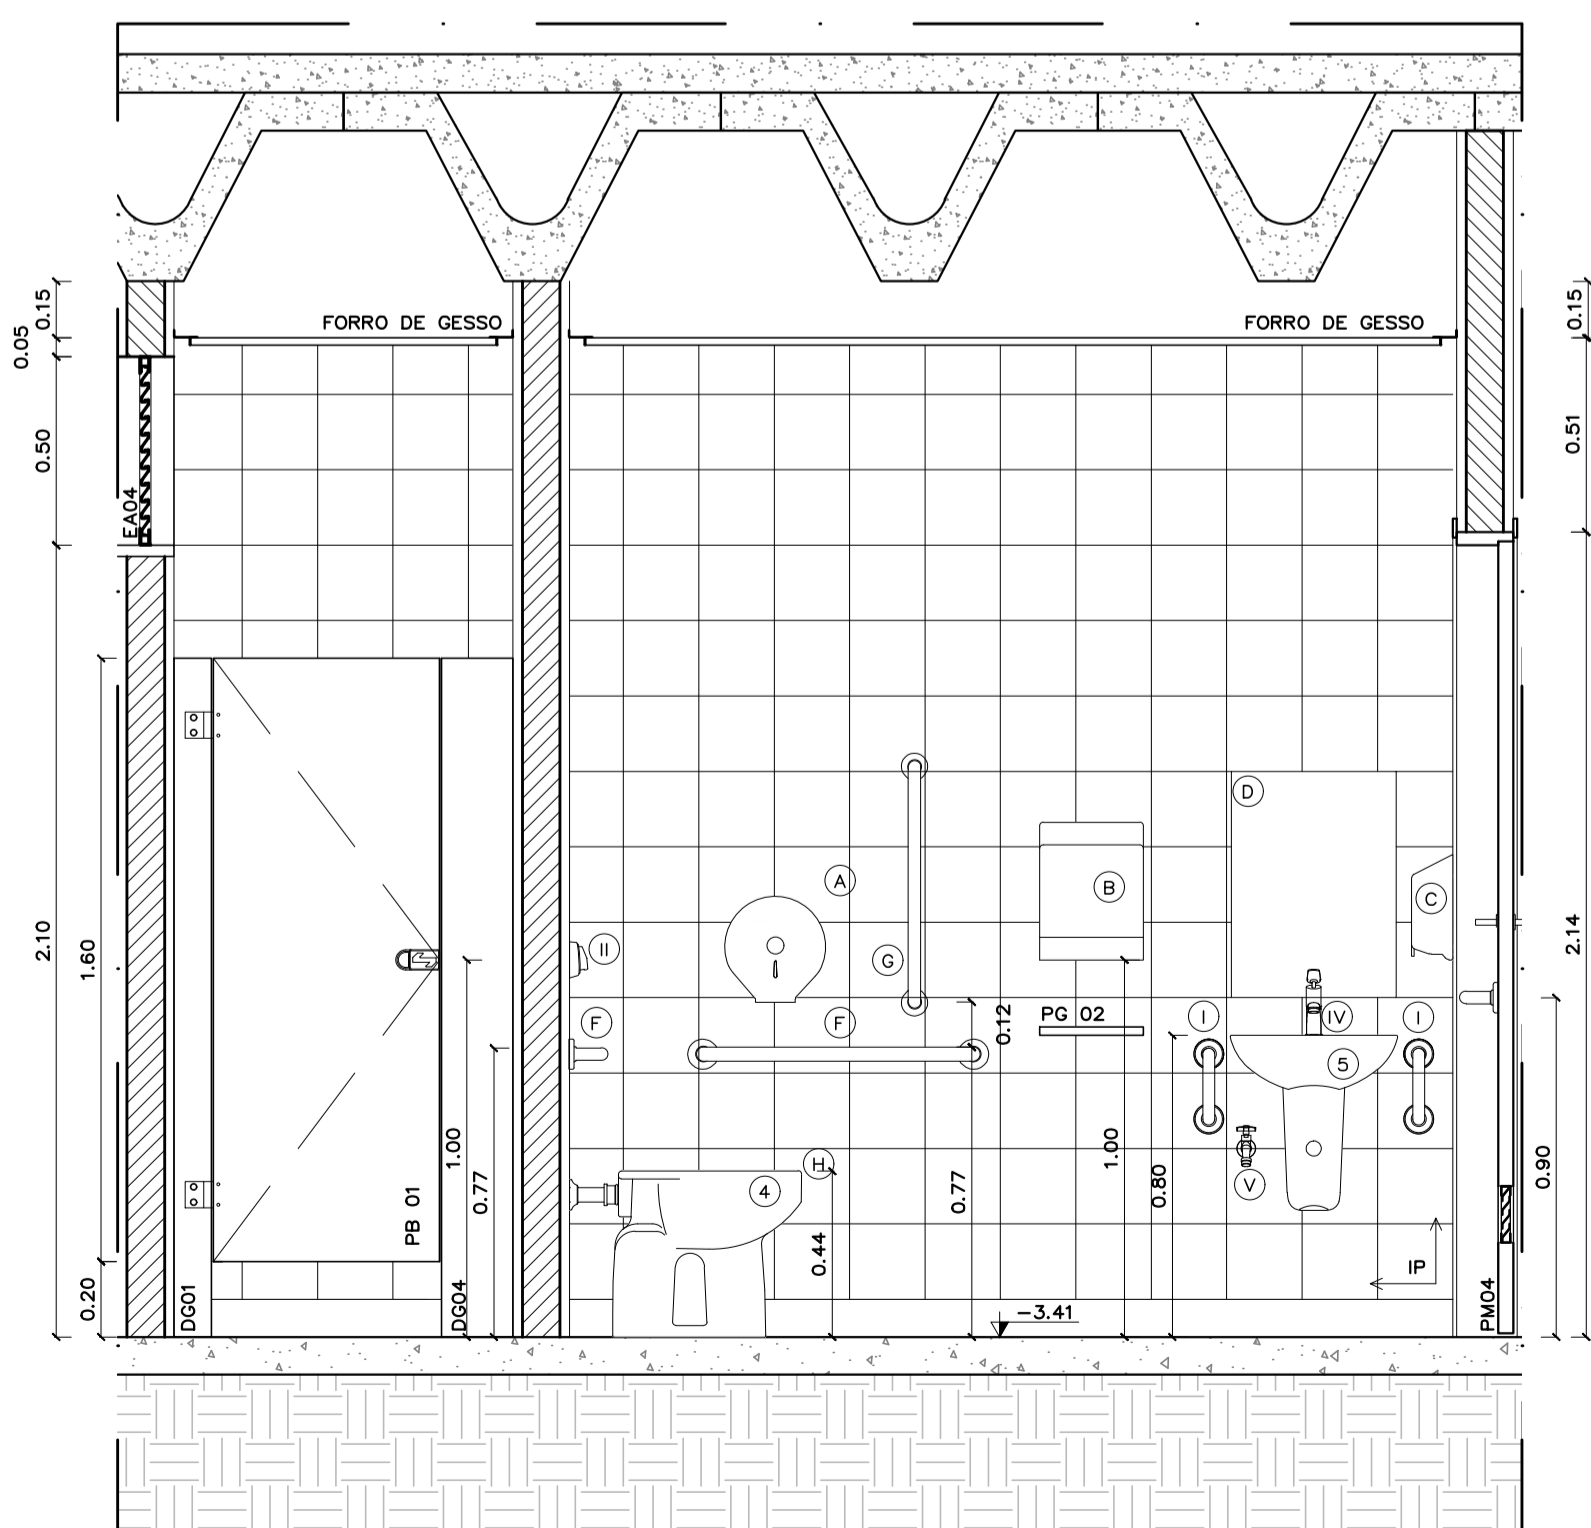 FORRO DE GESSO
FORRO DE GESSO
0.15
0.05
0.50
EA04
2.10
1.60
0.20
DG01
PB 01
DG04
1.00
0.77
0.15
0.51
2.14
0.90
D
A
B
C
II
G
F
F
0.12
PG 02
I
IV
I
5
H
4
V
0.44
0.77
1.00
0.80
-3.41
IP
PM04